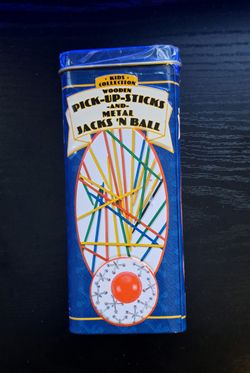 • KIDS •
COLLECTION
WOODEN
PICK-UP-STICKS
-AND-
METAL
JACKS 'N BALL